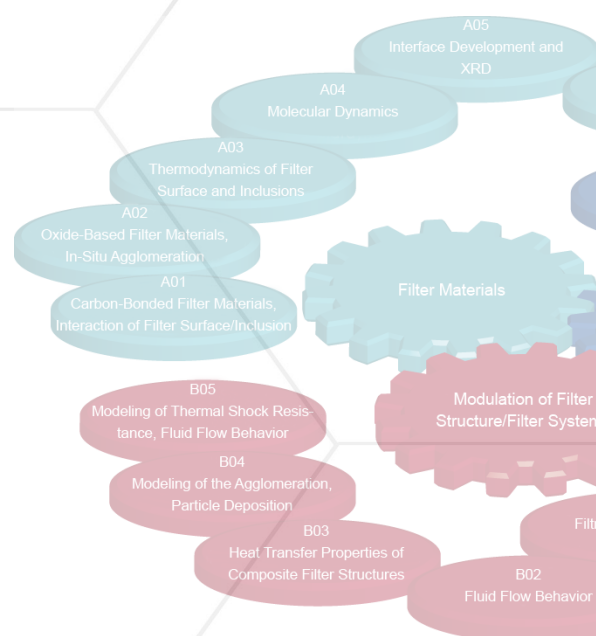 A05
Interface Development and
XRD
A04
Molecular Dynamics
A03
Thermodynamics of Filter
Surface and Inclusions
A02
Oxide-Based Filter Materials,
In-Situ Agglomeration
A01
Carbon-Bonded Filter Materials,
Interaction of Filter Surface/Inclusion
Filter Materials
Modulation of Filter
Structure/Filter System
B05
Modeling of Thermal Shock Resis-
tance, Fluid Flow Behavior
B04
Modeling of the Agglomeration,
Particle Deposition
B03
Heat Transfer Properties of
Composite Filter Structures
B02
Fluid Flow Behavior